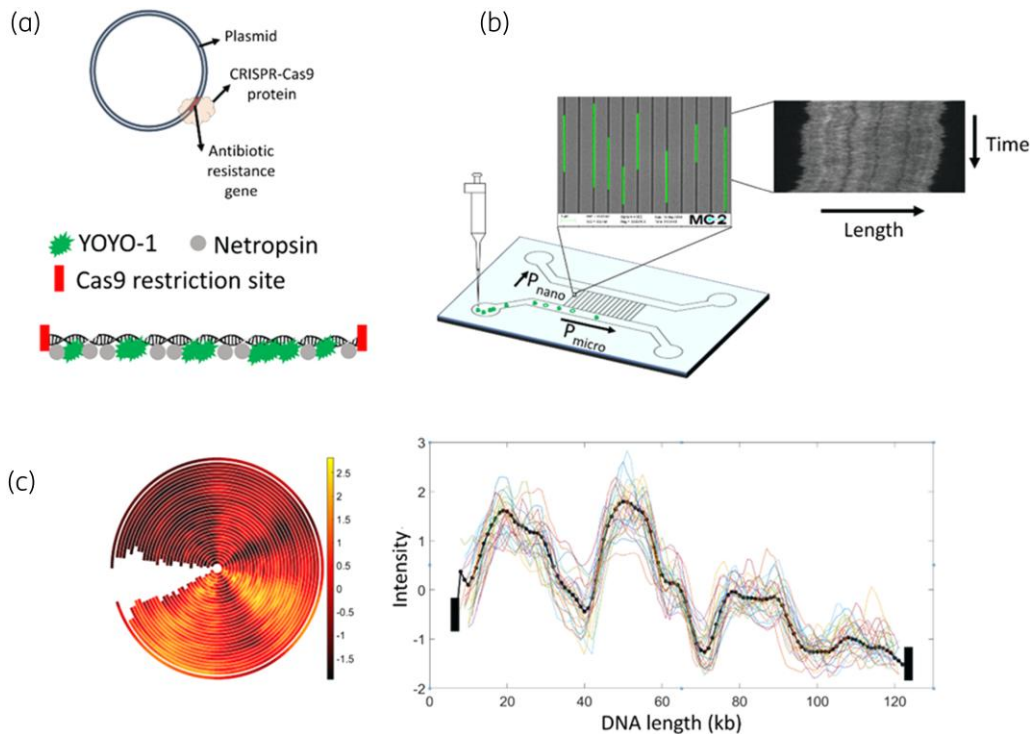 (a)
Plasmid
CRISPR-Cas9
protein
Antibiotic
resistance
gene
YOYO-1
Netropsin
Cas9 restriction site
(b)
MC2
Time
Length
P nano
P micro
(c)
2.5
2
1.5
1
0.5
0
-0.5
-1
-1.5
Intensity
3
2
1
0
-1
-2
0 20 40 60 80 100 120
DNA length (kb)